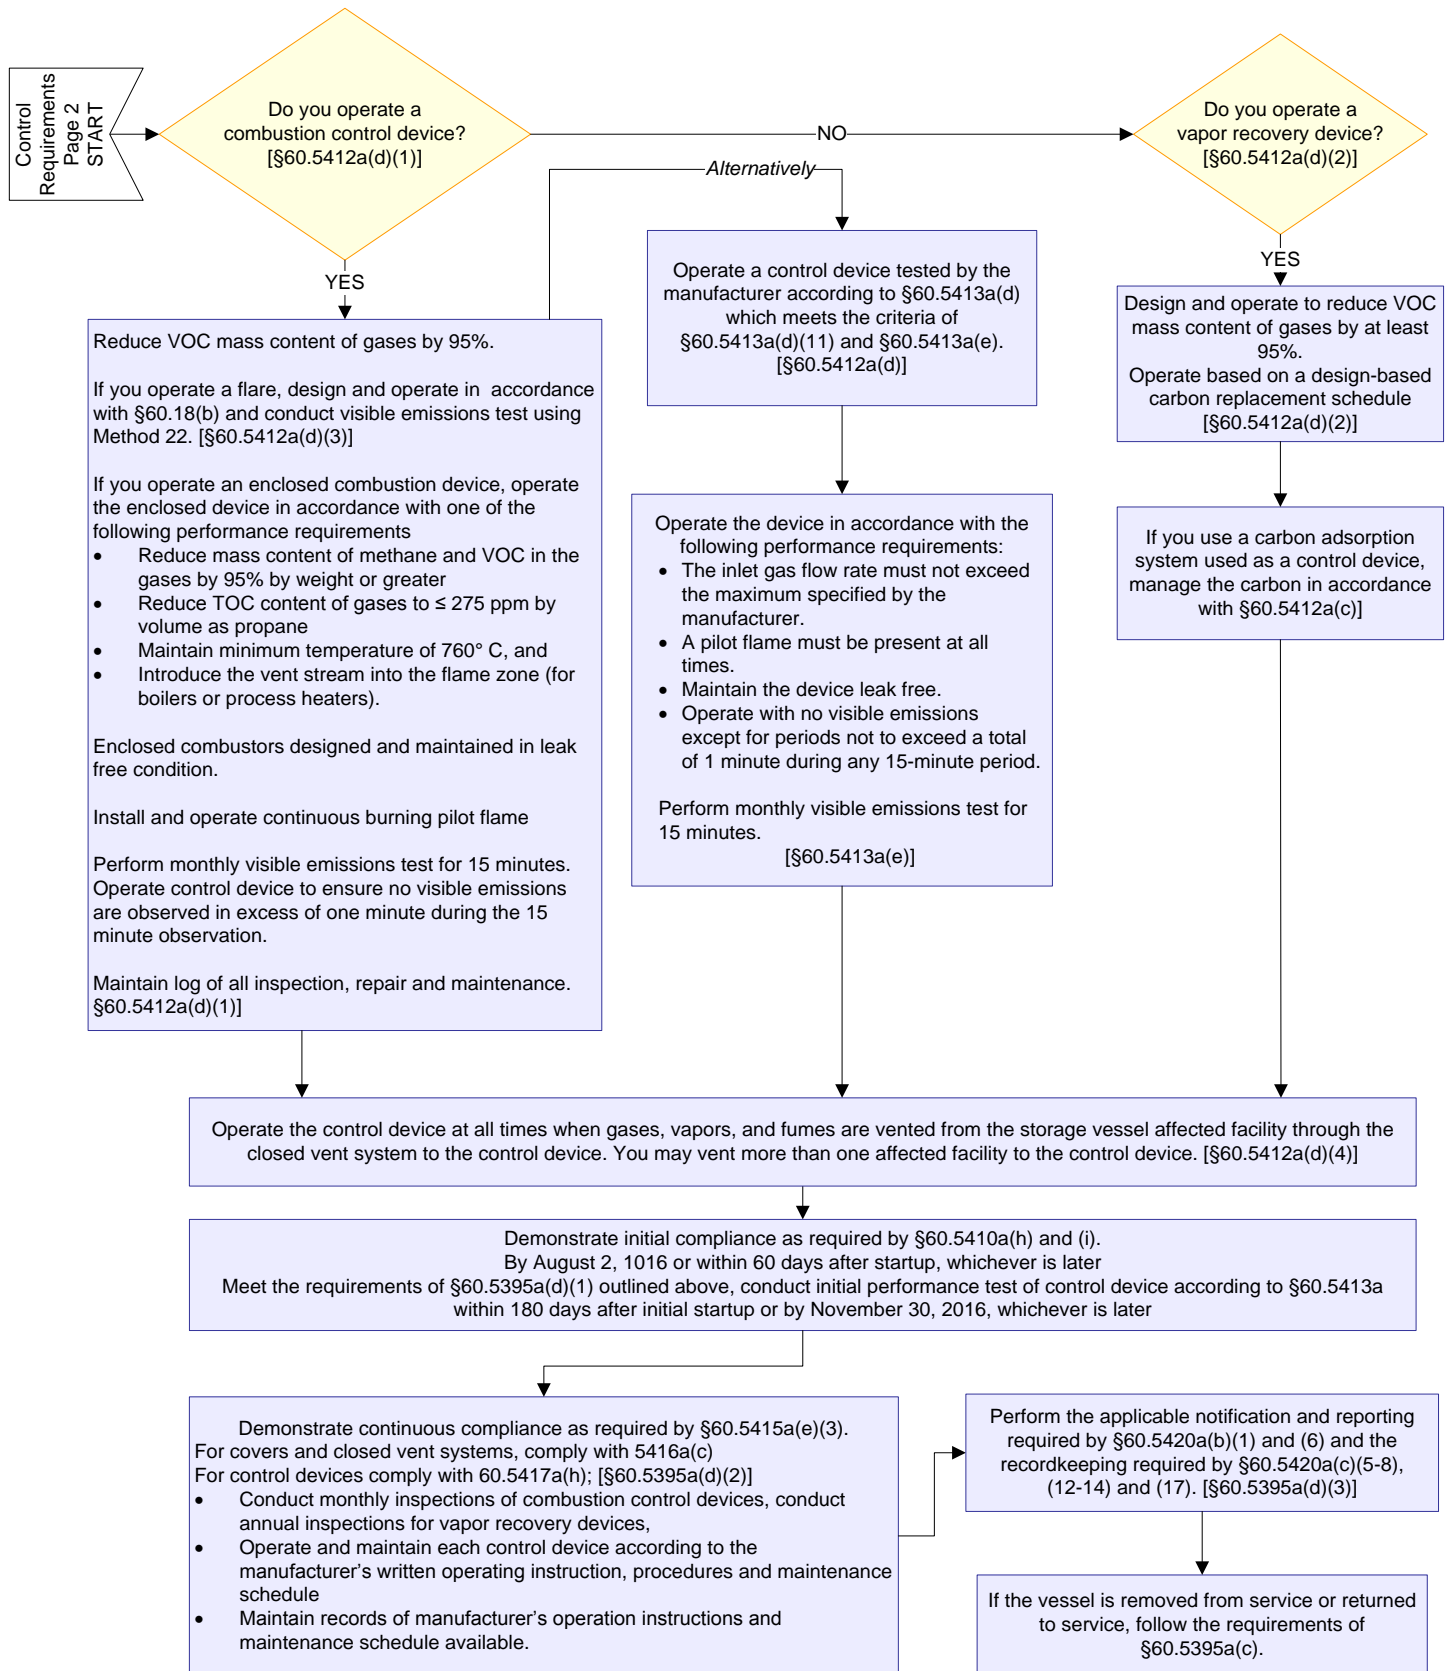 Control
Requirements
Page 2
START
Do you operate a
combustion control device?
[§60.5412a(d)(1)]
NO
Do you operate a
vapor recovery device?
[§60.5412a(d)(2)]
Alternatively
YES
YES
Reduce VOC mass content of gases by 95%.
If you operate a flare, design and operate in  accordance
with §60.18(b) and conduct visible emissions test using
Method 22. [§60.5412a(d)(3)]
If you operate an enclosed combustion device, operate
the enclosed device in accordance with one of the
following performance requirements
• Reduce mass content of methane and VOC in the
gases by 95% by weight or greater
• Reduce TOC content of gases to ≤ 275 ppm by
volume as propane
• Maintain minimum temperature of 760° C, and
• Introduce the vent stream into the flame zone (for
boilers or process heaters).
Enclosed combustors designed and maintained in leak
free condition.
Install and operate continuous burning pilot flame
Perform monthly visible emissions test for 15 minutes.
Operate control device to ensure no visible emissions
are observed in excess of one minute during the 15
minute observation.
Maintain log of all inspection, repair and maintenance.
§60.5412a(d)(1)]
Operate a control device tested by the
manufacturer according to §60.5413a(d)
which meets the criteria of
§60.5413a(d)(11) and §60.5413a(e).
[§60.5412a(d)]
Operate the device in accordance with the
following performance requirements:
• The inlet gas flow rate must not exceed
the maximum specified by the
manufacturer.
• A pilot flame must be present at all
times.
• Maintain the device leak free.
• Operate with no visible emissions
except for periods not to exceed a total
of 1 minute during any 15-minute period.
Perform monthly visible emissions test for
15 minutes.
[§60.5413a(e)]
Design and operate to reduce VOC
mass content of gases by at least
95%.
Operate based on a design-based
carbon replacement schedule
[§60.5412a(d)(2)]
If you use a carbon adsorption
system used as a control device,
manage the carbon in accordance
with §60.5412a(c)]
Operate the control device at all times when gases, vapors, and fumes are vented from the storage vessel affected facility through the
closed vent system to the control device. You may vent more than one affected facility to the control device. [§60.5412a(d)(4)]
Demonstrate initial compliance as required by §60.5410a(h) and (i).
By August 2, 1016 or within 60 days after startup, whichever is later
Meet the requirements of §60.5395a(d)(1) outlined above, conduct initial performance test of control device according to §60.5413a
within 180 days after initial startup or by November 30, 2016, whichever is later
Demonstrate continuous compliance as required by §60.5415a(e)(3).
For covers and closed vent systems, comply with 5416a(c)
For control devices comply with 60.5417a(h); [§60.5395a(d)(2)]
• Conduct monthly inspections of combustion control devices, conduct
annual inspections for vapor recovery devices,
• Operate and maintain each control device according to the
manufacturer's written operating instruction, procedures and maintenance
schedule
• Maintain records of manufacturer's operation instructions and
maintenance schedule available.
Perform the applicable notification and reporting
required by §60.5420a(b)(1) and (6) and the
recordkeeping required by §60.5420a(c)(5-8),
(12-14) and (17). [§60.5395a(d)(3)]
If the vessel is removed from service or returned
to service, follow the requirements of
§60.5395a(c).